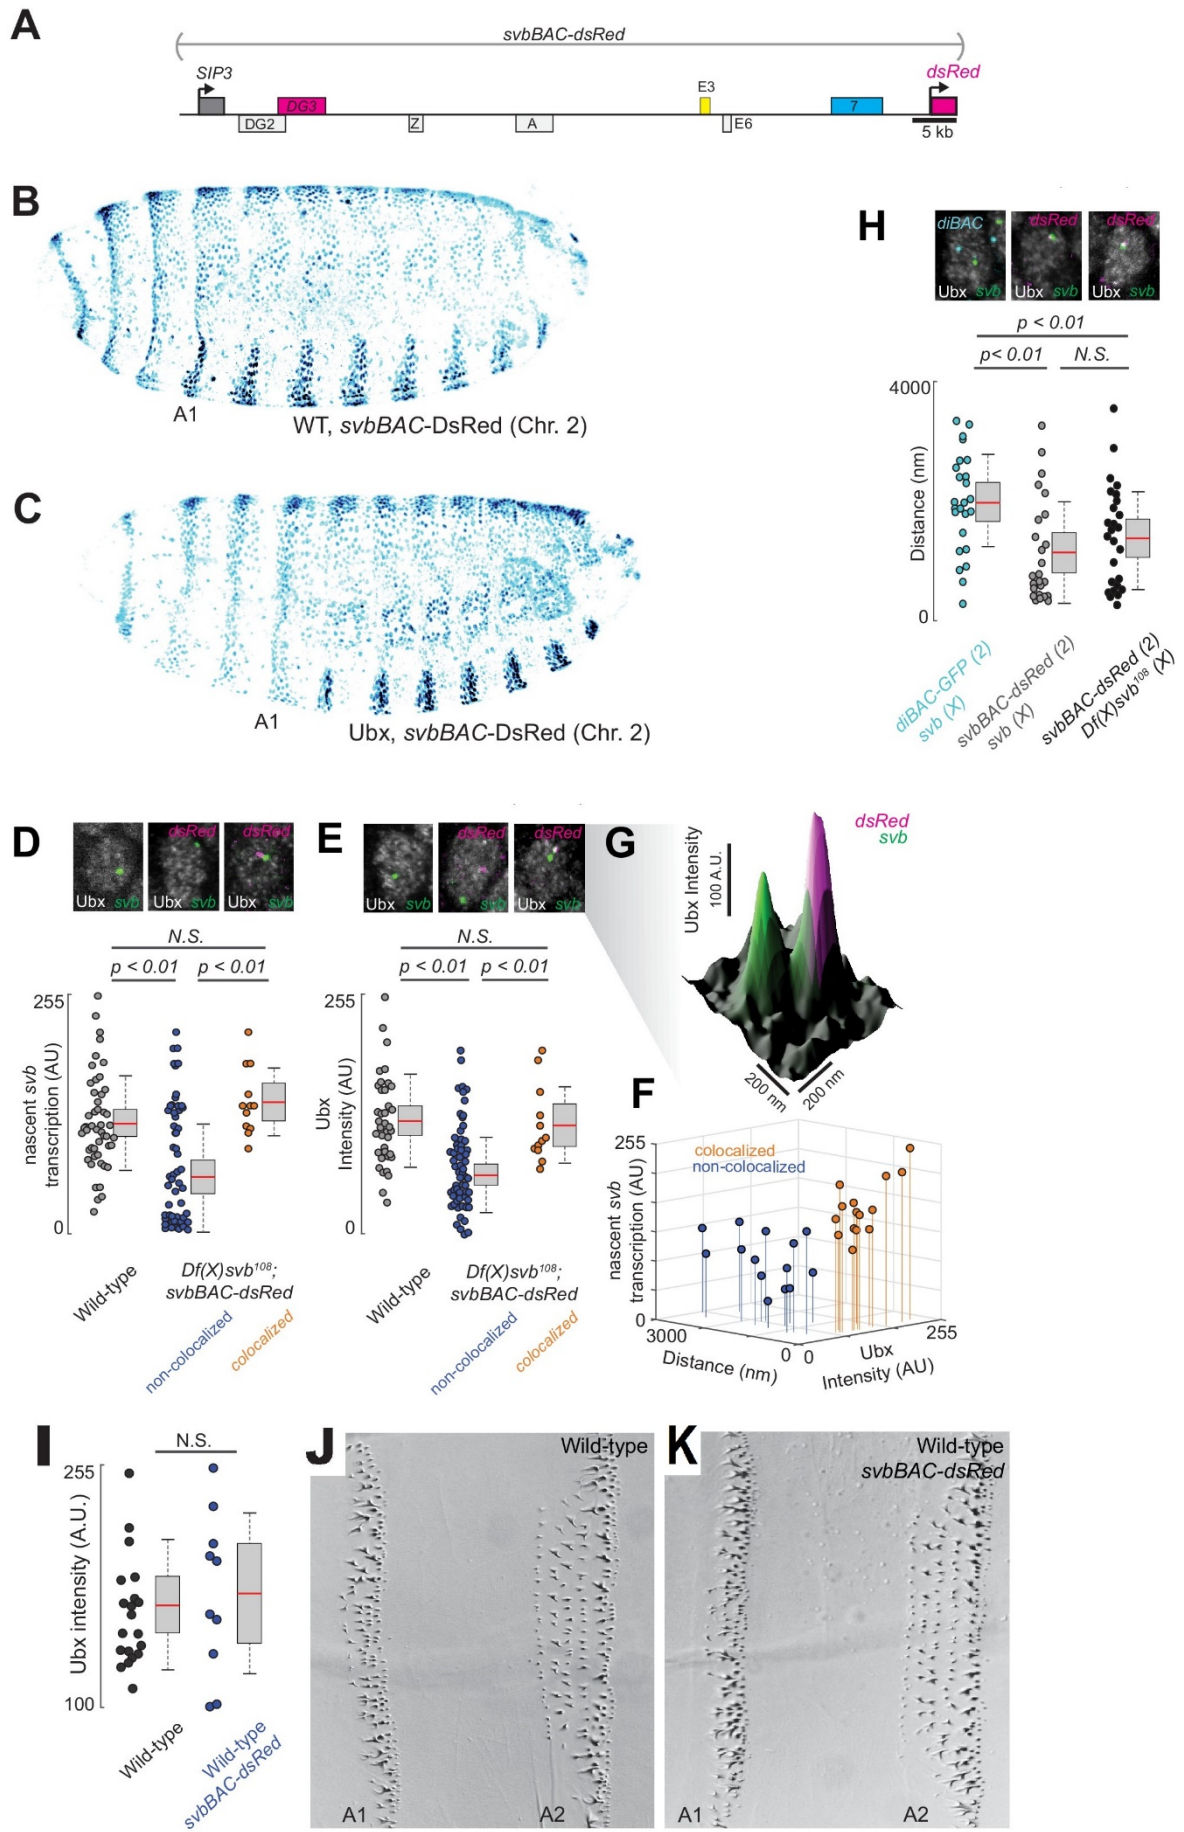 A
svbBAC-dsRed
SIP3
dsRed
DG3
E3
7
DG2
Z
A
E6
5 kb
B
A1
WT, svbBAC-DsRed (Chr. 2)
C
A1
Ubx, svbBAC-DsRed (Chr. 2)
H
diBAC
dsRed
dsRed
Ubx svb
Ubx svb
Ubx svb
p < 0.01
p< 0.01
N.S.
4000
Distance (nm)
0
diBAC-GFP (2)
svb (X)
svbBAC-dsRed (2)
svb (X)
svbBAC-dsRed (2)
Df(X)svb108 (X)
D
dsRed
dsRed
Ubx svb
Ubx svb
Ubx svb
N.S.
p < 0.01
p < 0.01
255
nascent svb
transcription (AU)
0
Wild-type
Df(X)svb108;
svbBAC-dsRed
non-colocalized
colocalized
E
dsRed
dsRed
Ubx svb
Ubx svb
Ubx svb
N.S.
p < 0.01
p < 0.01
255
Ubx
Intensity (AU)
0
Wild-type
Df(X)svb108;
svbBAC-dsRed
non-colocalized
colocalized
G
dsRed
svb
Ubx Intensity
100 A.U.
200 nm
200 nm
F
255
colocalized
non-colocalized
nascent svb
transcription (AU)
0
3000
Distance (nm)
0
0
Ubx
Intensity (AU)
255
I
N.S.
255
Ubx intensity (A.U.)
100
Wild-type
Wild-type
svbBAC-dsRed
J
Wild-type
A1
A2
K
Wild-type
svbBAC-dsRed
A1
A2